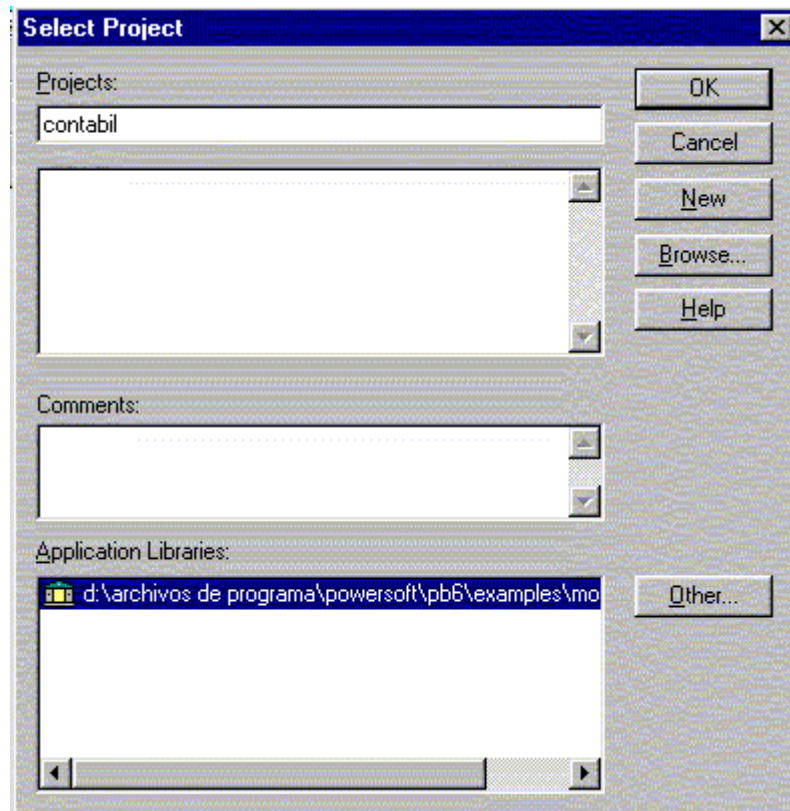 Select Project
Projects:
OK
contabil
Cancel
New
Browse...
Help
Comments:
Application Libraries:
d:\archivos de programa\powersoft\pb6\examples\mo
Other...